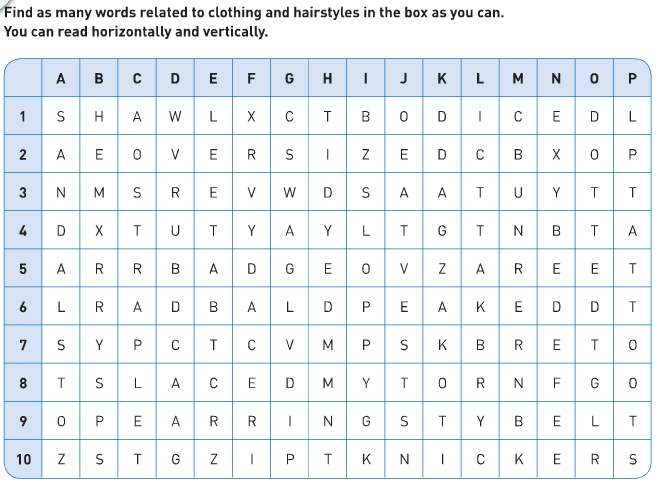 Find as many words related to clothing and hairstyles in the box as you can.
You can read horizontally and vertically.
A B C D E F G H I J K L M N O P
1 S H A W L X C T B O D I C E D L
2 A E O V E R S I Z E D C B X O P
3 N M S R E V W D S A A T U Y T T
4 D X T U T Y A Y L T G T N B T A
5 A R R B A D G E O V Z A R E E T
6 L R A D B A L D P E A K E D D T
7 S Y P C T C V M P S K B R E T O
8 T S L A C E D M Y T O R N F G O
9 O P E A R R I N G S T Y B E L T
10 Z S T G Z I P T K N I C K E R S